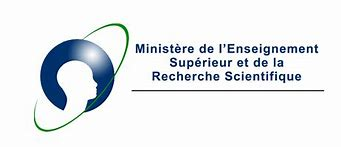 Ministère de l'Enseignement
Supérieur et de la
Recherche Scientifique